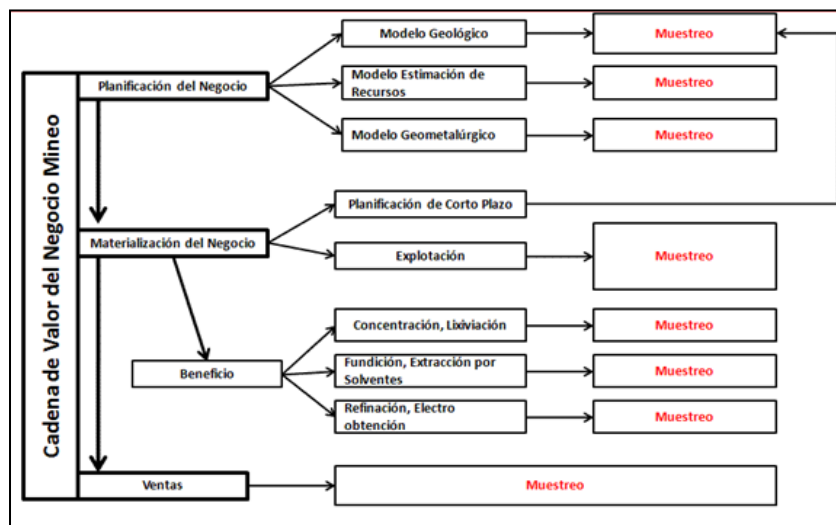 Cadena de Valor del Negocio Mineo
Modelo Geológico
Muestreo
Planificación del Negocio
Modelo Estimación de
Recursos
Muestreo
Modelo Geometalúrgico
Muestreo
Planificación de Corto Plazo
Materialización del Negocio
Explotación
Muestreo
Concentración, Lixiviación
Muestreo
Beneficio
Fundición, Extracción por
Solventes
Muestreo
Refinación, Electro
obtención
Muestreo
Ventas
Muestreo